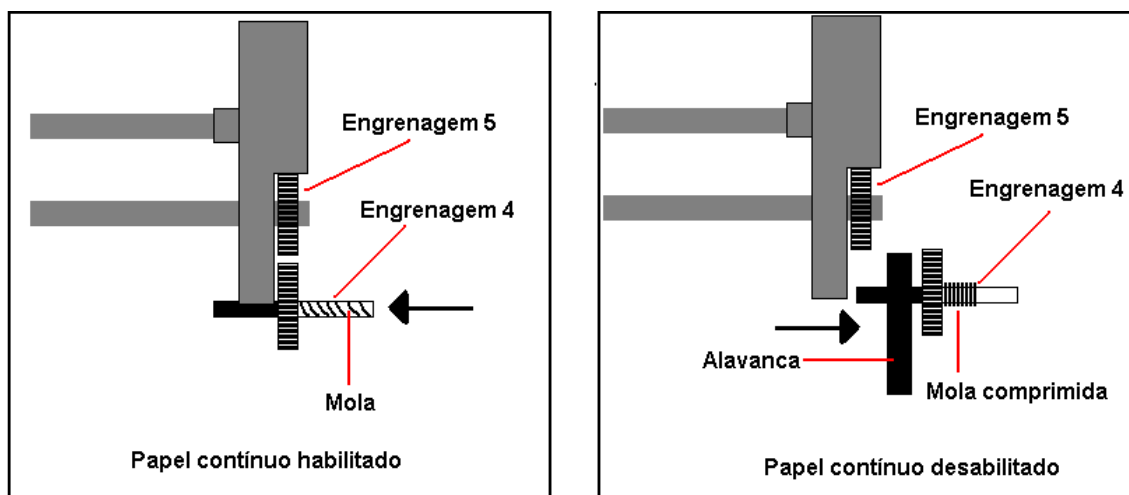 Engrenagem 5
Engrenagem 4
Mola
Papel contínuo habilitado
Engrenagem 5
Engrenagem 4
Alavanca
Mola comprimida
Papel contínuo desabilitado